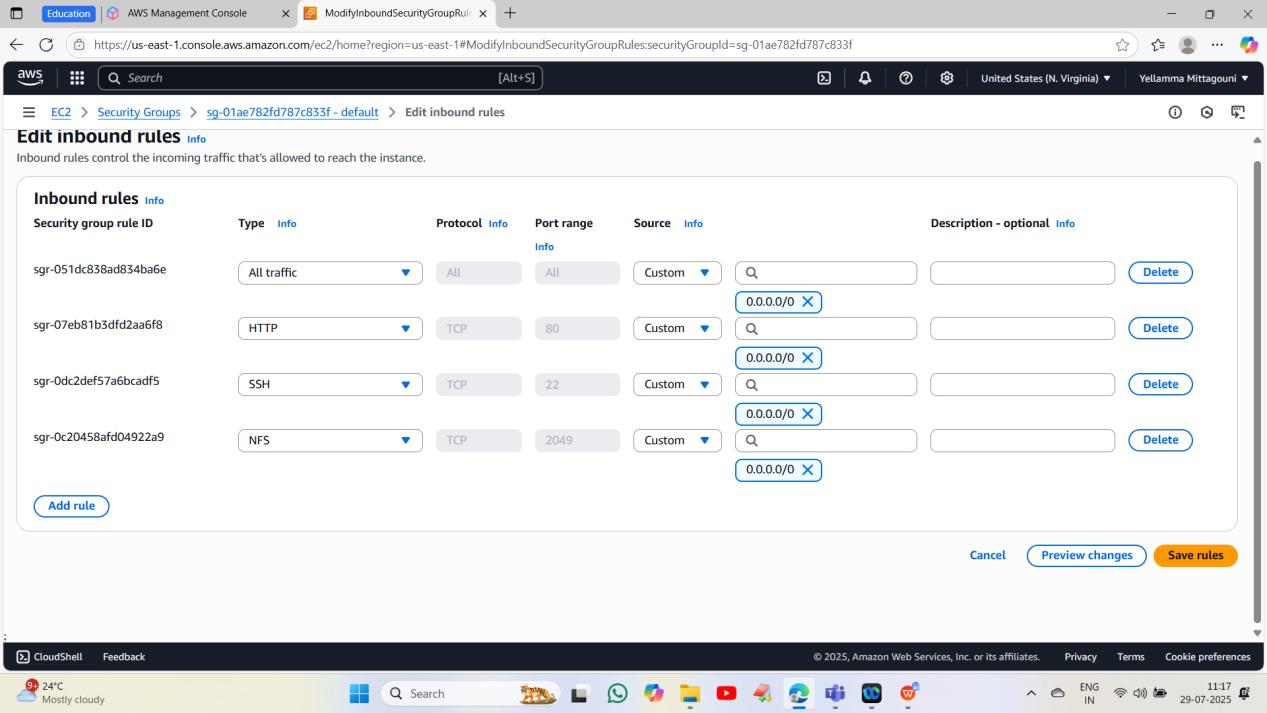 Education
AWS Management Console
ModifyInboundSecurityGroupRul
https://us-east-1.console.aws.amazon.com/ec2/home?region=us-east-1#ModifyInboundSecurityGroupRules:securityGroupId=sg-01ae782fd787c833f
aws
Search [Alt+S]
United States (N. Virginia)
Yellamma Mittagouni
EC2 > Security Groups > sg-01ae782fd787c833f - default > Edit inbound rules
Edit inbound rules Info
Inbound rules control the incoming traffic that's allowed to reach the instance.
Inbound rules Info
Security group rule ID Type Info Protocol Info Port range Info Source Info Description - optional Info
sgr-051dc838ad834ba6e All traffic All All Custom Delete
0.0.0.0/0
sgr-07eb81b3dfd2aa6f8 HTTP TCP 80 Custom Delete
0.0.0.0/0
sgr-0dc2def57a6bcadf5 SSH TCP 22 Custom Delete
0.0.0.0/0
sgr-0c20458afd04922a9 NFS TCP 2049 Custom Delete
0.0.0.0/0
Add rule
Cancel Preview changes Save rules
CloudShell Feedback © 2025, Amazon Web Services, Inc. or its affiliates. Privacy Terms Cookie preferences
9+ 24°C
Mostly cloudy
Search
ENG
IN
11:17
29-07-2025